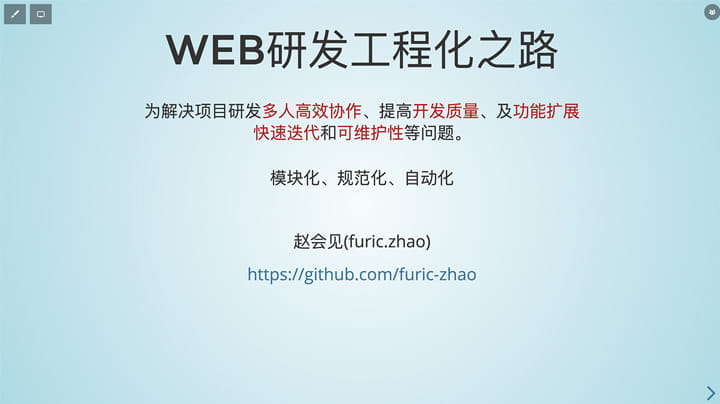 WEB研发工程化之路
为解决项目研发多人高效协作、提高开发质量、及功能扩展
快速迭代和可维护性等问题。
模块化、规范化、自动化
赵会见(furic.zhao)
https://github.com/furic-zhao